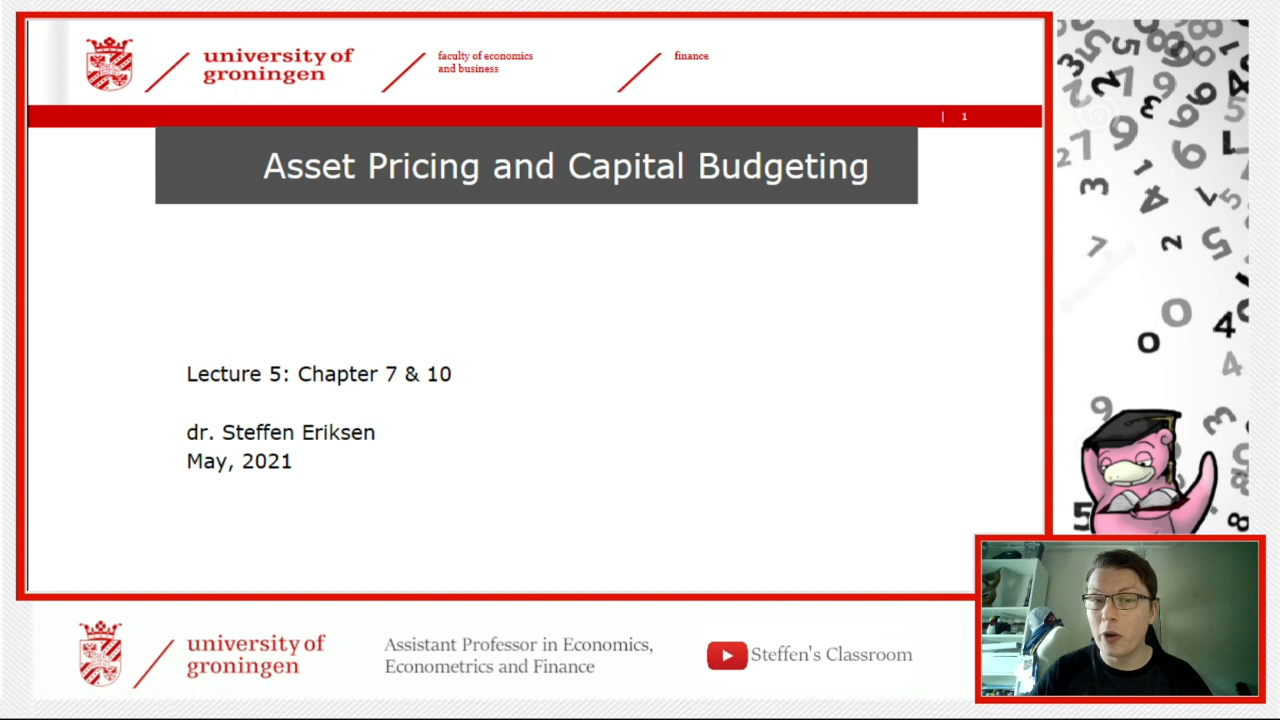 university of
groningen
faculty of economics
and business
finance
| 1
Asset Pricing and Capital Budgeting
Lecture 5: Chapter 7 & 10
dr. Steffen Eriksen
May, 2021
university of
groningen
Assistant Professor in Economics,
Econometrics and Finance
Steffen's Classroom